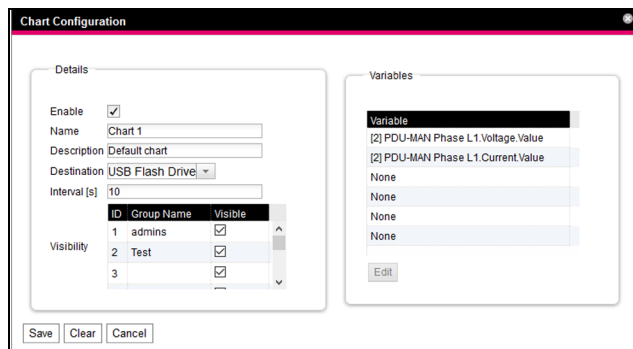 Chart Configuration
Details
Enable
Name Chart 1
Description Default chart
Destination USB Flash Drive
Interval [s] 10
Visibility
ID Group Name Visible
1 admins
2 Test
3
Variables
Variable
[2] PDU-MAN Phase L1.Voltage.Value
[2] PDU-MAN Phase L1.Current.Value
None
None
None
None
Edit
Save Clear Cancel